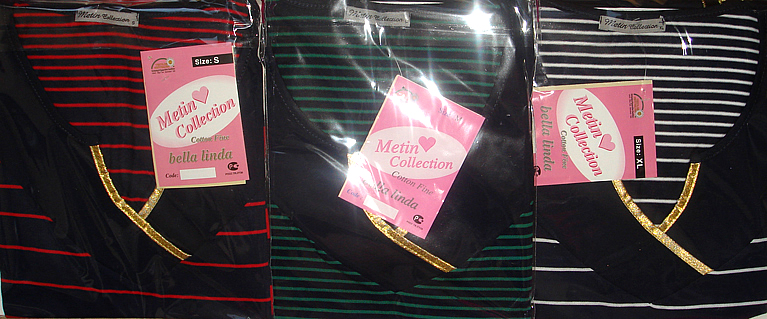 Metin Collection S
Size: S
Metin
Collection
Cotton Fine
bella linda
Code:
Metin Collection
Metin
Collection
Cotton Fine
bella linda
Code:
Metin Collection
Metin
Collection
Cotton Fine
bella linda
Size: XL